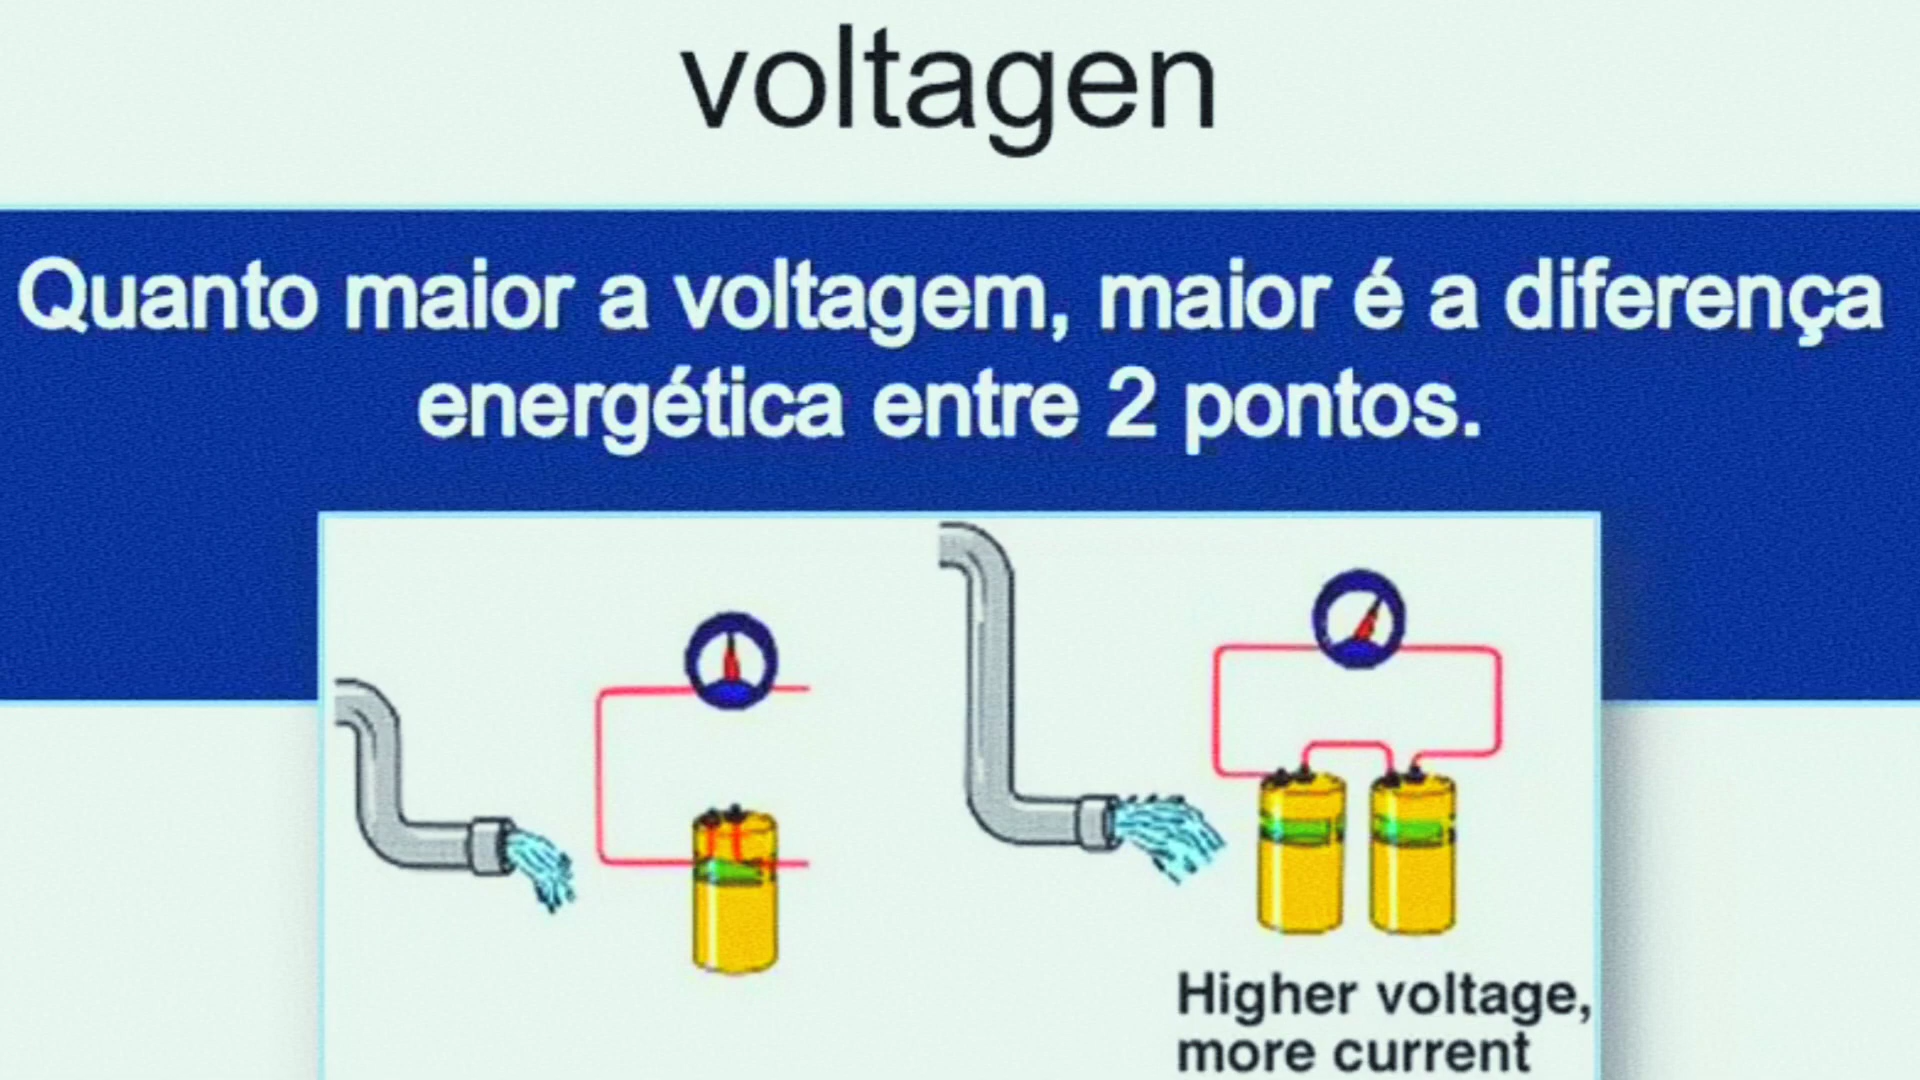 voltagen
Quanto maior a voltagem, maior é a diferença
energética entre 2 pontos.
Higher voltage,
more current